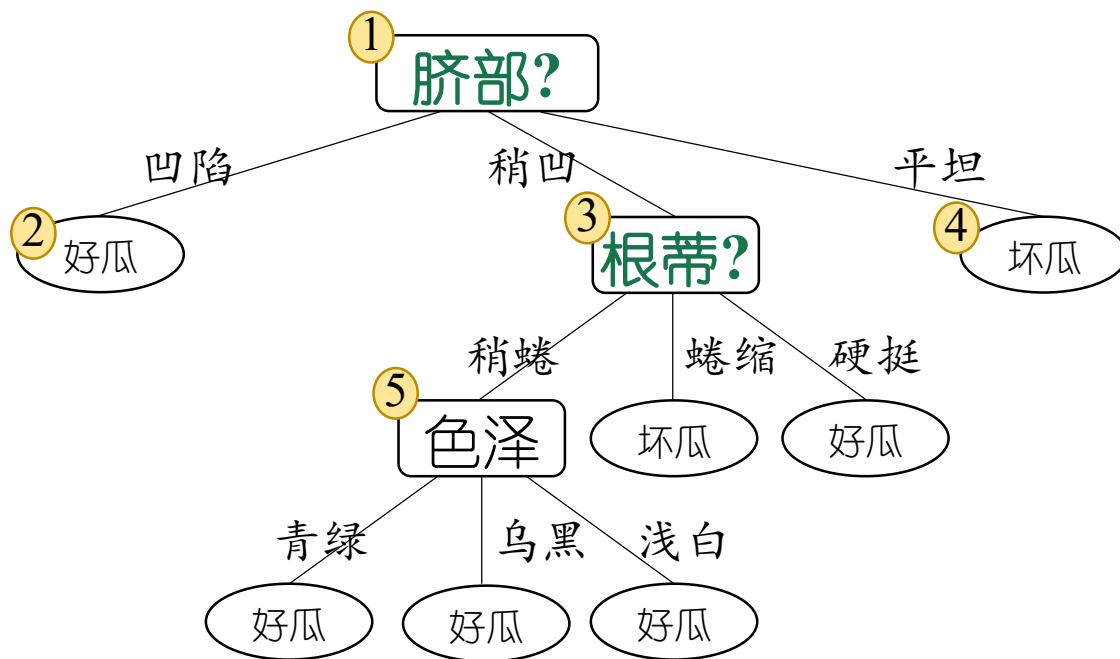 1
脐部?
凹陷
稍凹
平坦
2
好瓜
3
根蒂?
4
坏瓜
稍蜷
蜷缩
硬挺
5
色泽
坏瓜
好瓜
青绿
乌黑
浅白
好瓜
好瓜
好瓜